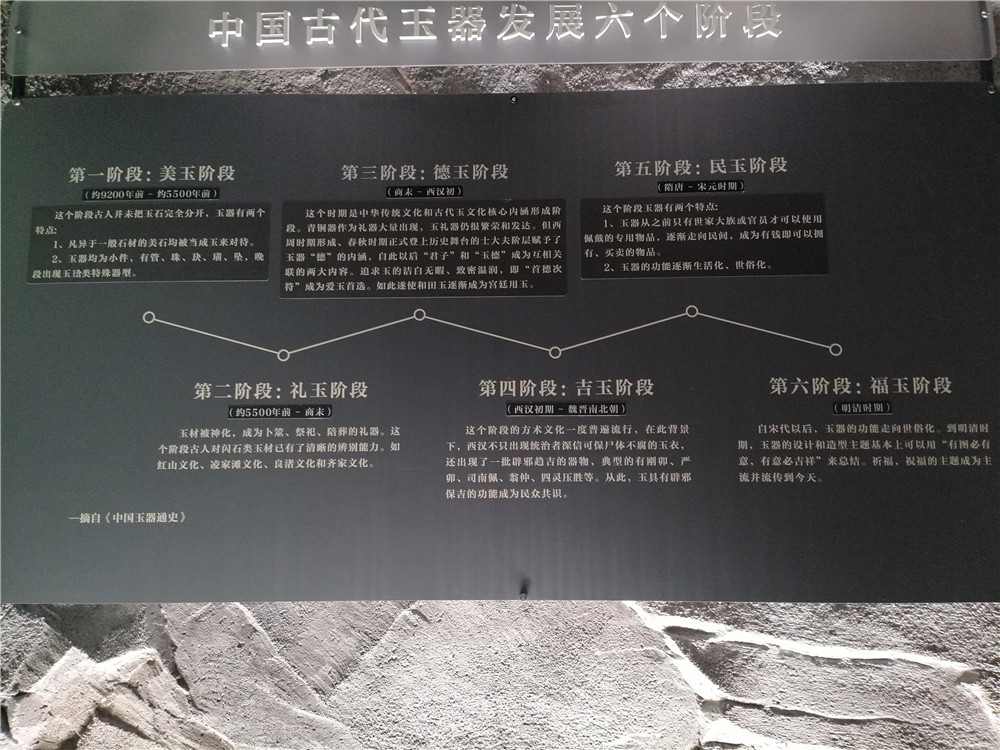 中国古代玉器发展六个阶段
第一阶段：美玉阶段
（约9200年前 - 约5500年前）
这个阶段古人并未把玉石完全分开，玉器有两个
特点：
1、凡异于一般石材的美石均被当成玉来对待。
2、玉器均为小件，有管、珠、玦、璜、坠，晚
段出现玉琀类特殊器型。
第三阶段：德玉阶段
（商末 - 西汉初）
这个时期是中华传统文化和古代玉文化核心内涵形成阶
段。青铜器作为礼器大量出现，玉礼器仍很繁荣和发达。但西
周时期形成、春秋时期正式登上历史舞台的士大夫阶层赋予了
玉器“德”的内涵，自此以后“君子”和“玉德”成为互相关
联的两大内容。追求玉的洁白无暇、致密温润，即“首德次
符”成为爱玉首选。如此遂使和田玉逐渐成为宫廷用玉。
第五阶段：民玉阶段
（隋唐 - 宋元时期）
这个阶段玉器有两个特点：
1、玉器从之前只有世家大族或官员才可以使用
佩戴的专用物品，逐渐走向民间，成为有钱即可以拥
有、买卖的物品。
2、玉器的功能逐渐生活化、世俗化。
第二阶段：礼玉阶段
（约5500年前 - 商末）
玉材被神化，成为卜筮、祭祀、陪葬的礼器。这
个阶段古人对闪石类玉材已有了清晰的辨别能力。如
红山文化、凌家滩文化、良渚文化和齐家文化。
第四阶段：吉玉阶段
（西汉初期 - 魏晋南北朝）
这个阶段的方术文化一度普遍流行，在此背景
下，西汉不只出现统治者深信可保尸体不腐的玉衣，
还出现了一批辟邪趋吉的器物，典型的有刚卯、严
卯、司南佩、翁仲、四灵压胜等。从此，玉具有辟邪
保吉的功能成为民众共识。
第六阶段：福玉阶段
（明清时期）
自宋代以后，玉器的功能走向世俗化。到明清时
期，玉器的设计和造型主题基本上可以用“有图必有
意，有意必吉祥”来总结。祈福，祝福的主题成为主
流并流传到今天。
—摘自《中国玉器通史》